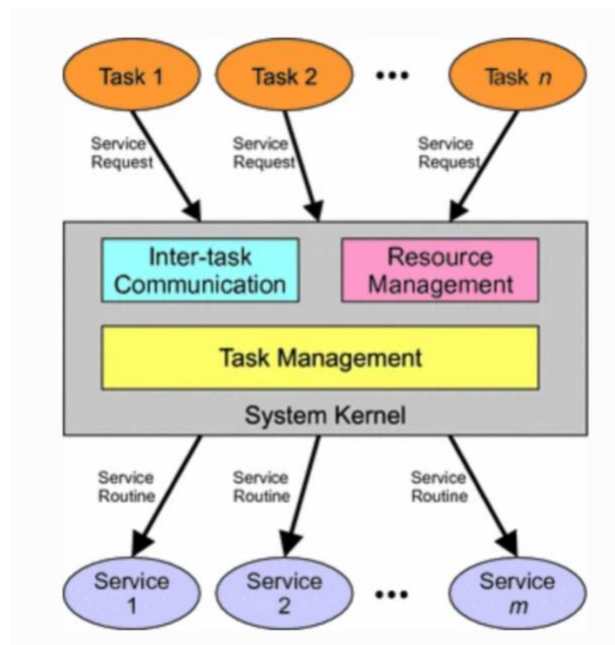 Task 1
Task 2
•••
Task n
Service
Request
Service
Request
Service
Request
Inter-task
Communication
Resource
Management
Task Management
System Kernel
Service
Routine
Service
Routine
Service
Routine
Service
1
Service
2
•••
Service
m